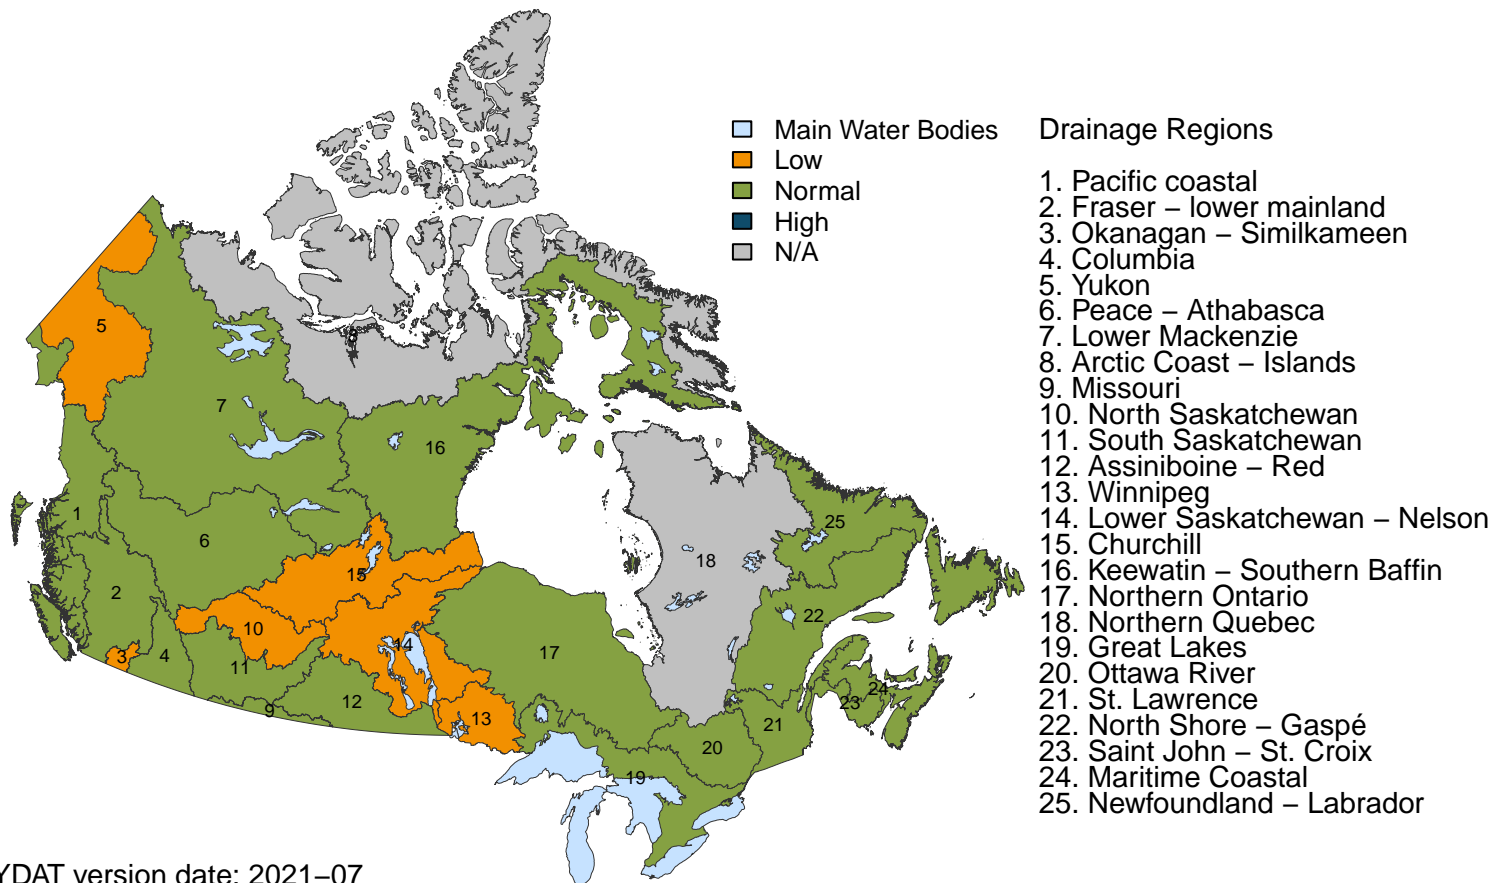 Main Water Bodies
Low
Normal
High
N/A
Drainage Regions
1. Pacific coastal
2. Fraser – lower mainland
3. Okanagan – Similkameen
4. Columbia
5. Yukon
6. Peace – Athabasca
7. Lower Mackenzie
8. Arctic Coast – Islands
9. Missouri
10. North Saskatchewan
11. South Saskatchewan
12. Assiniboine – Red
13. Winnipeg
14. Lower Saskatchewan – Nelson
15. Churchill
16. Keewatin – Southern Baffin
17. Northern Ontario
18. Northern Quebec
19. Great Lakes
20. Ottawa River
21. St. Lawrence
22. North Shore – Gaspé
23. Saint John – St. Croix
24. Maritime Coastal
25. Newfoundland – Labrador
5
8
7
16
1
25
6
18
15
2
22
10
14
3
4
11
17
24
23
12
9
13
21
20
19
YDAT version date: 2021–07